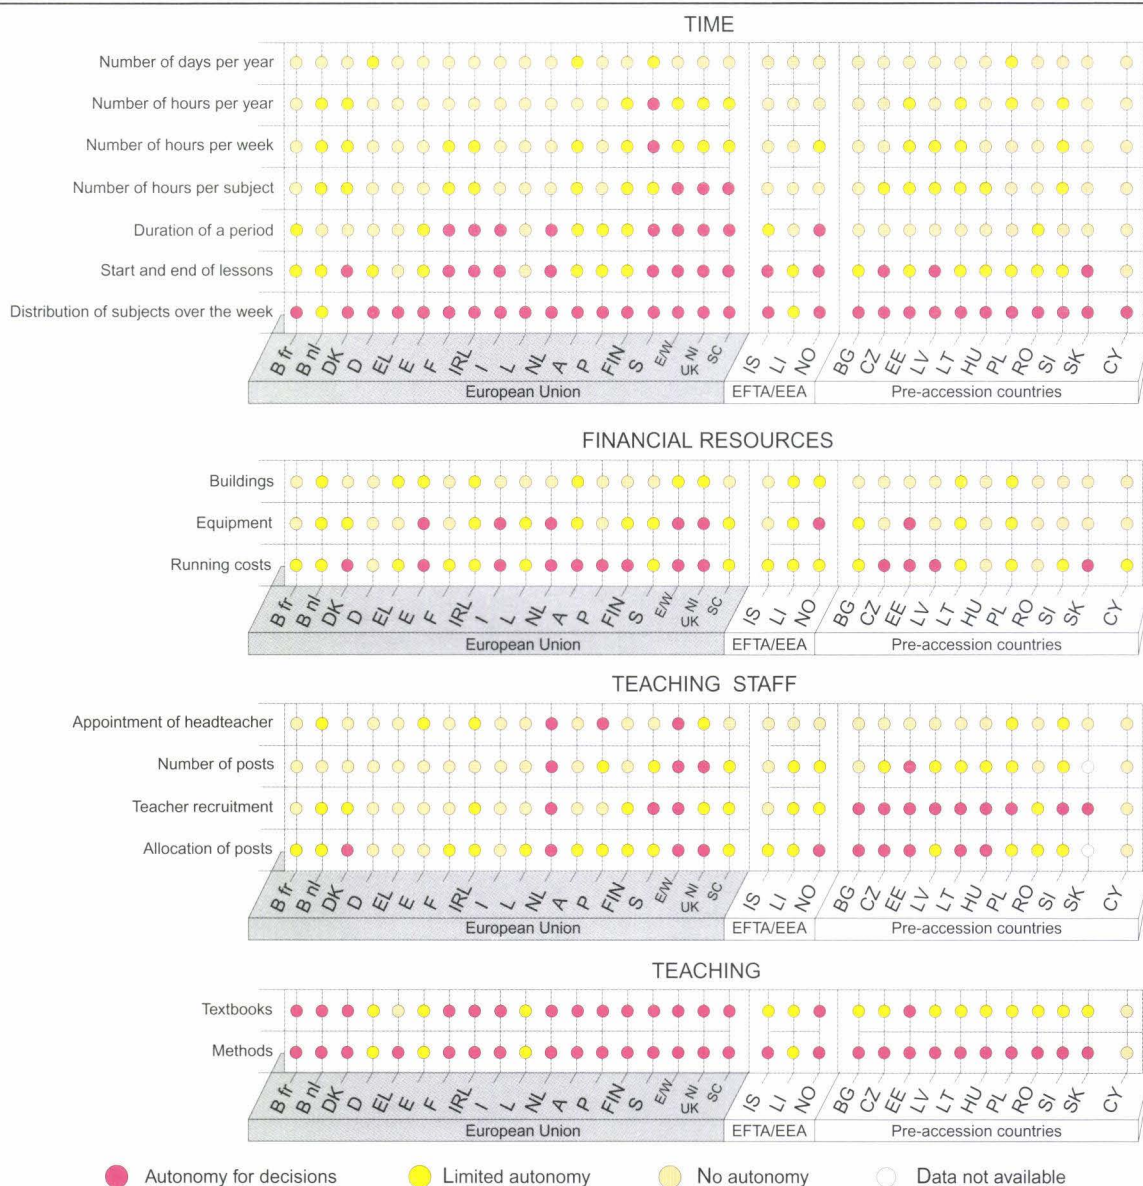 TIME
Number of days per year
Number of hours per year
Number of hours per week
Number of hours per subject
Duration of a period
Start and end of lessons
Distribution of subjects over the week
B fr B nl DK D EL E F IRL I L NL A P FIN S E/W NI SC IS LI NO BG CZ EE LV LT HU PL RO SI SK CY
UK
European Union EFTA/EEA Pre-accession countries
FINANCIAL RESOURCES
Buildings
Equipment
Running costs
B fr B nl DK D EL E F IRL I L NL A P FIN S E/W NI SC IS LI NO BG CZ EE LV LT HU PL RO SI SK CY
UK
European Union EFTA/EEA Pre-accession countries
TEACHING STAFF
Appointment of headteacher
Number of posts
Teacher recruitment
Allocation of posts
B fr B nl DK D EL E F IRL I L NL A P FIN S E/W NI SC IS LI NO BG CZ EE LV LT HU PL RO SI SK CY
UK
European Union EFTA/EEA Pre-accession countries
TEACHING
Textbooks
Methods
B fr B nl DK D EL E F IRL I L NL A P FIN S E/W NI SC IS LI NO BG CZ EE LV LT HU PL RO SI SK CY
UK
European Union EFTA/EEA Pre-accession countries
Autonomy for decisions Limited autonomy No autonomy Data not available